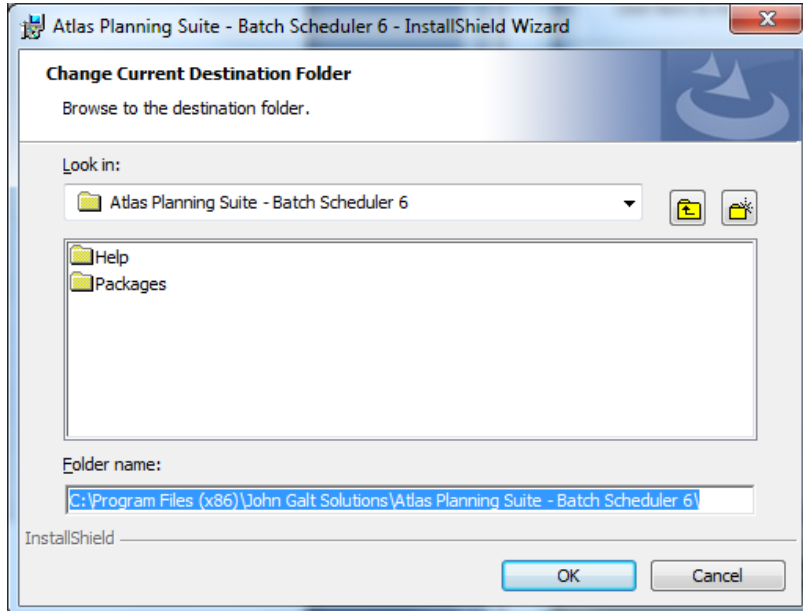 Atlas Planning Suite - Batch Scheduler 6 - InstallShield Wizard
Change Current Destination Folder
Browse to the destination folder.
Look in:
Atlas Planning Suite - Batch Scheduler 6
Help
Packages
Folder name:
C:\Program Files (x86)\John Galt Solutions\Atlas Planning Suite - Batch Scheduler 6\
InstallShield
OK Cancel